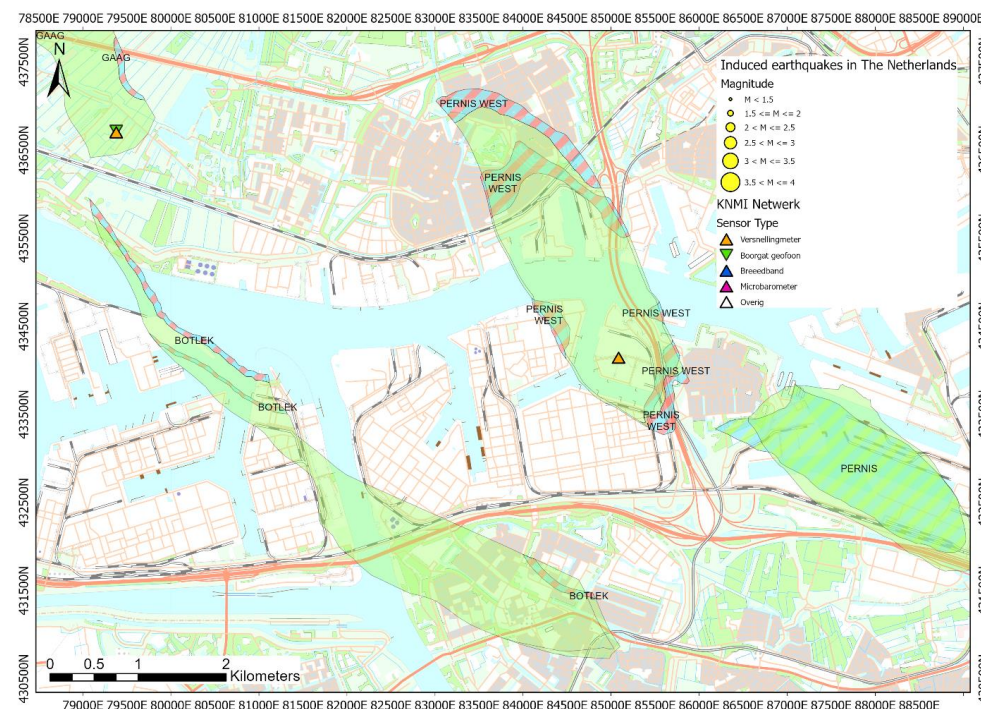 78500E 79000E 79500E 80000E 80500E 81000E 81500E 82000E 82500E 83000E 83500E 84000E 84500E 85000E 85500E 86000E 86500E 87000E 87500E 88000E 88500E 89000E
GAAG
N
GAAG
437500N
436500N
435500N
434500N
433500N
432500N
431500N
430500N
PERNIS WEST
PERNIS
WEST
PERNIS
WEST
PERNIS WEST
PERNIS WEST
PERNIS
WEST
PERNIS
BOTLEK
BOTLEK
BOTLEK
Induced earthquakes in The Netherlands
Magnitude
M < 1.5
1.5 <= M <= 2
2 < M <= 2.5
2.5 < M <= 3
3 < M <= 3.5
3.5 < M <= 4
KNMI Netwerk
Sensor Type
Versnellingmeter
Boorgat geofoon
Breeedband
Microbarometer
Overig
0 0.5 1 2
Kilometers
79000E 79500E 80000E 80500E 81000E 81500E 82000E 82500E 83000E 83500E 84000E 84500E 85000E 85500E 86000E 86500E 87000E 87500E 88000E 88500E